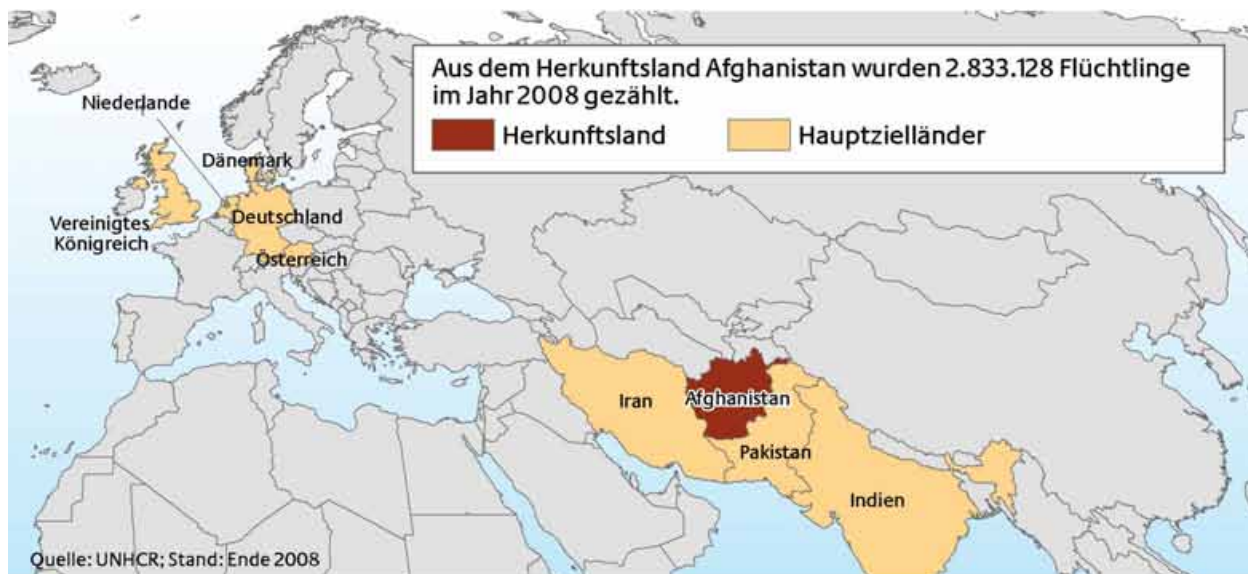 Aus dem Herkunftsland Afghanistan wurden 2.833.128 Flüchtlinge
im Jahr 2008 gezählt.
Herkunftsland
Hauptzielländer
Niederlande
Dänemark
Vereinigtes
Königreich
Deutschland
Österreich
Iran
Afghanistan
Pakistan
Indien
Quelle: UNHCR; Stand: Ende 2008